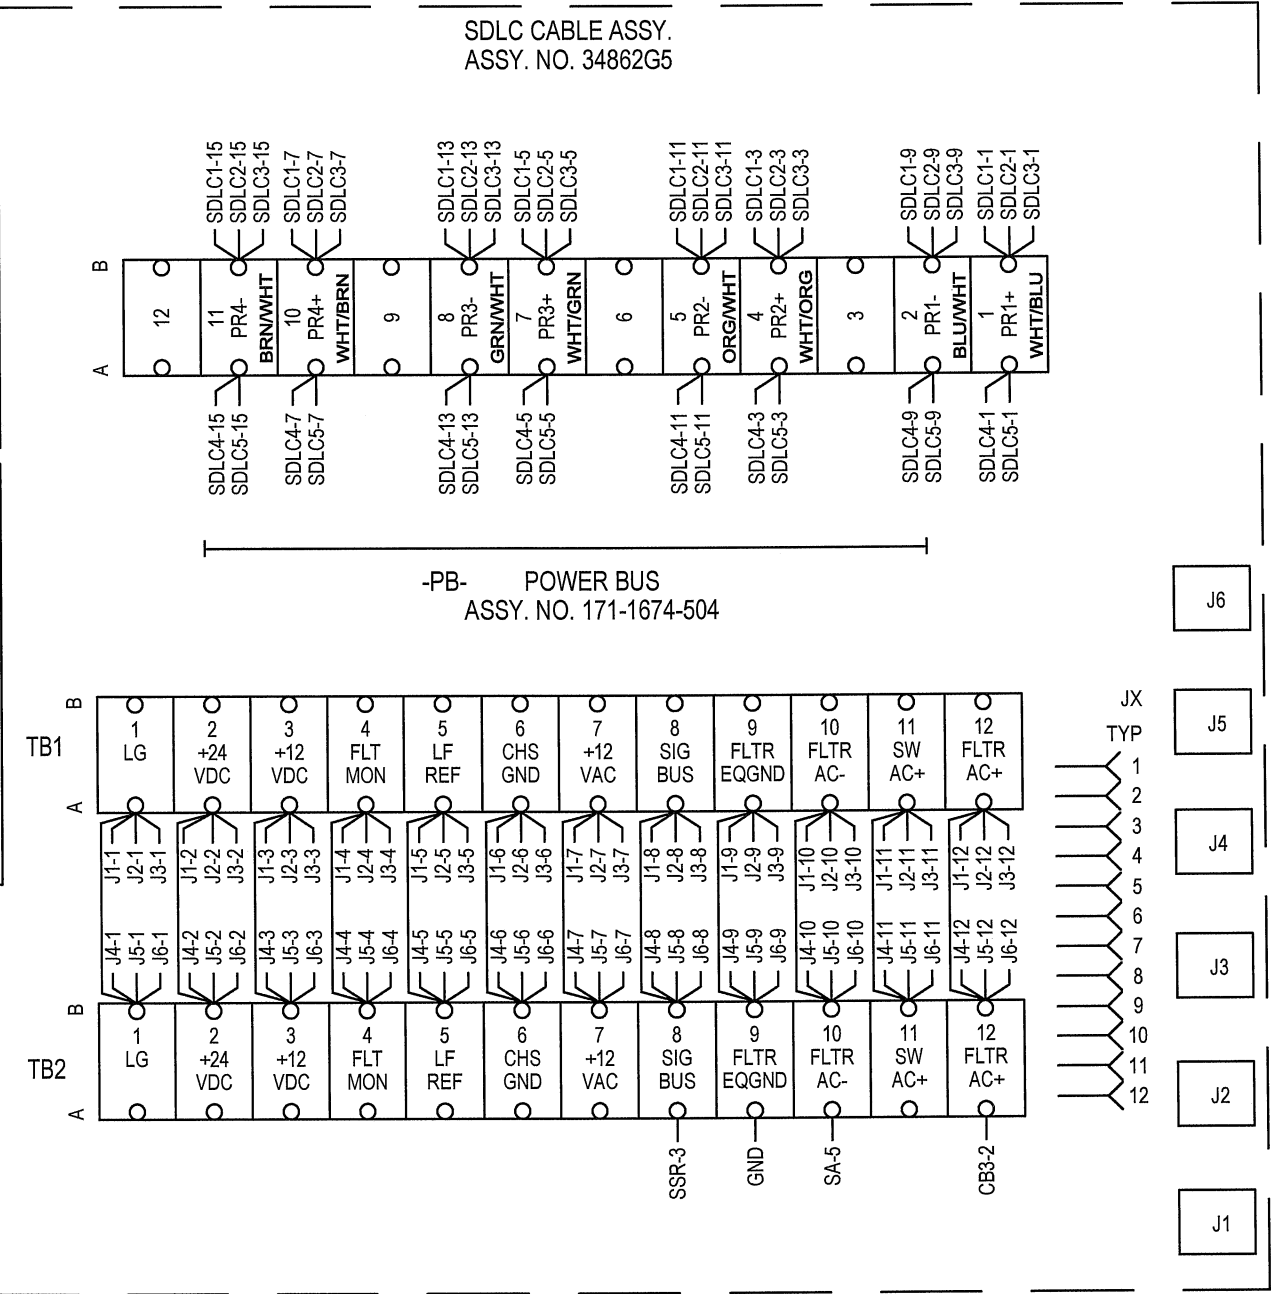 SDLC CABLE ASSY.
ASSY. NO. 34862G5
SDLC1-15
SDLC2-15
SDLC3-15
SDLC1-7
SDLC2-7
SDLC3-7
SDLC1-13
SDLC2-13
SDLC3-13
SDLC1-5
SDLC2-5
SDLC3-5
SDLC1-11
SDLC2-11
SDLC3-11
SDLC1-3
SDLC2-3
SDLC3-3
SDLC1-9
SDLC2-9
SDLC3-9
SDLC1-1
SDLC2-1
SDLC3-1
B
A
12
11
PR4-
BRN/WHT
10
PR4+
WHT/BRN
9
8
PR3-
GRN/WHT
7
PR3+
WHT/GRN
6
5
PR2-
ORG/WHT
4
PR2+
WHT/ORG
3
2
PR1-
BLU/WHT
1
PR1+
WHT/BLU
SDLC4-15
SDLC5-15
SDLC4-7
SDLC5-7
SDLC4-13
SDLC5-13
SDLC4-5
SDLC5-5
SDLC4-11
SDLC5-11
SDLC4-3
SDLC5-3
SDLC4-9
SDLC5-9
SDLC4-1
SDLC5-1
-PB- POWER BUS
ASSY. NO. 171-1674-504
TB1
B
A
1
LG
2
+24
VDC
3
+12
VDC
4
FLT
MON
5
LF
REF
6
CHS
GND
7
+12
VAC
8
SIG
BUS
9
FLTR
EQGND
10
FLTR
AC-
11
SW
AC+
12
FLTR
AC+
J1-1
J2-1
J3-1
J1-2
J2-2
J3-2
J1-3
J2-3
J3-3
J1-4
J2-4
J3-4
J1-5
J2-5
J3-5
J1-6
J2-6
J3-6
J1-7
J2-7
J3-7
J1-8
J2-8
J3-8
J1-9
J2-9
J3-9
J1-10
J2-10
J3-10
J1-11
J2-11
J3-11
J1-12
J2-12
J3-12
J4-1
J5-1
J6-1
J4-2
J5-2
J6-2
J4-3
J5-3
J6-3
J4-4
J5-4
J6-4
J4-5
J5-5
J6-5
J4-6
J5-6
J6-6
J4-7
J5-7
J6-7
J4-8
J5-8
J6-8
J4-9
J5-9
J6-9
J4-10
J5-10
J6-10
J4-11
J5-11
J6-11
J4-12
J5-12
J6-12
TB2
B
A
1
LG
2
+24
VDC
3
+12
VDC
4
FLT
MON
5
LF
REF
6
CHS
GND
7
+12
VAC
8
SIG
BUS
9
FLTR
EQGND
10
FLTR
AC-
11
SW
AC+
12
FLTR
AC+
SSR-3
GND
SA-5
CB3-2
JX
TYP
1
2
3
4
5
6
7
8
9
10
11
12
J6
J5
J4
J3
J2
J1